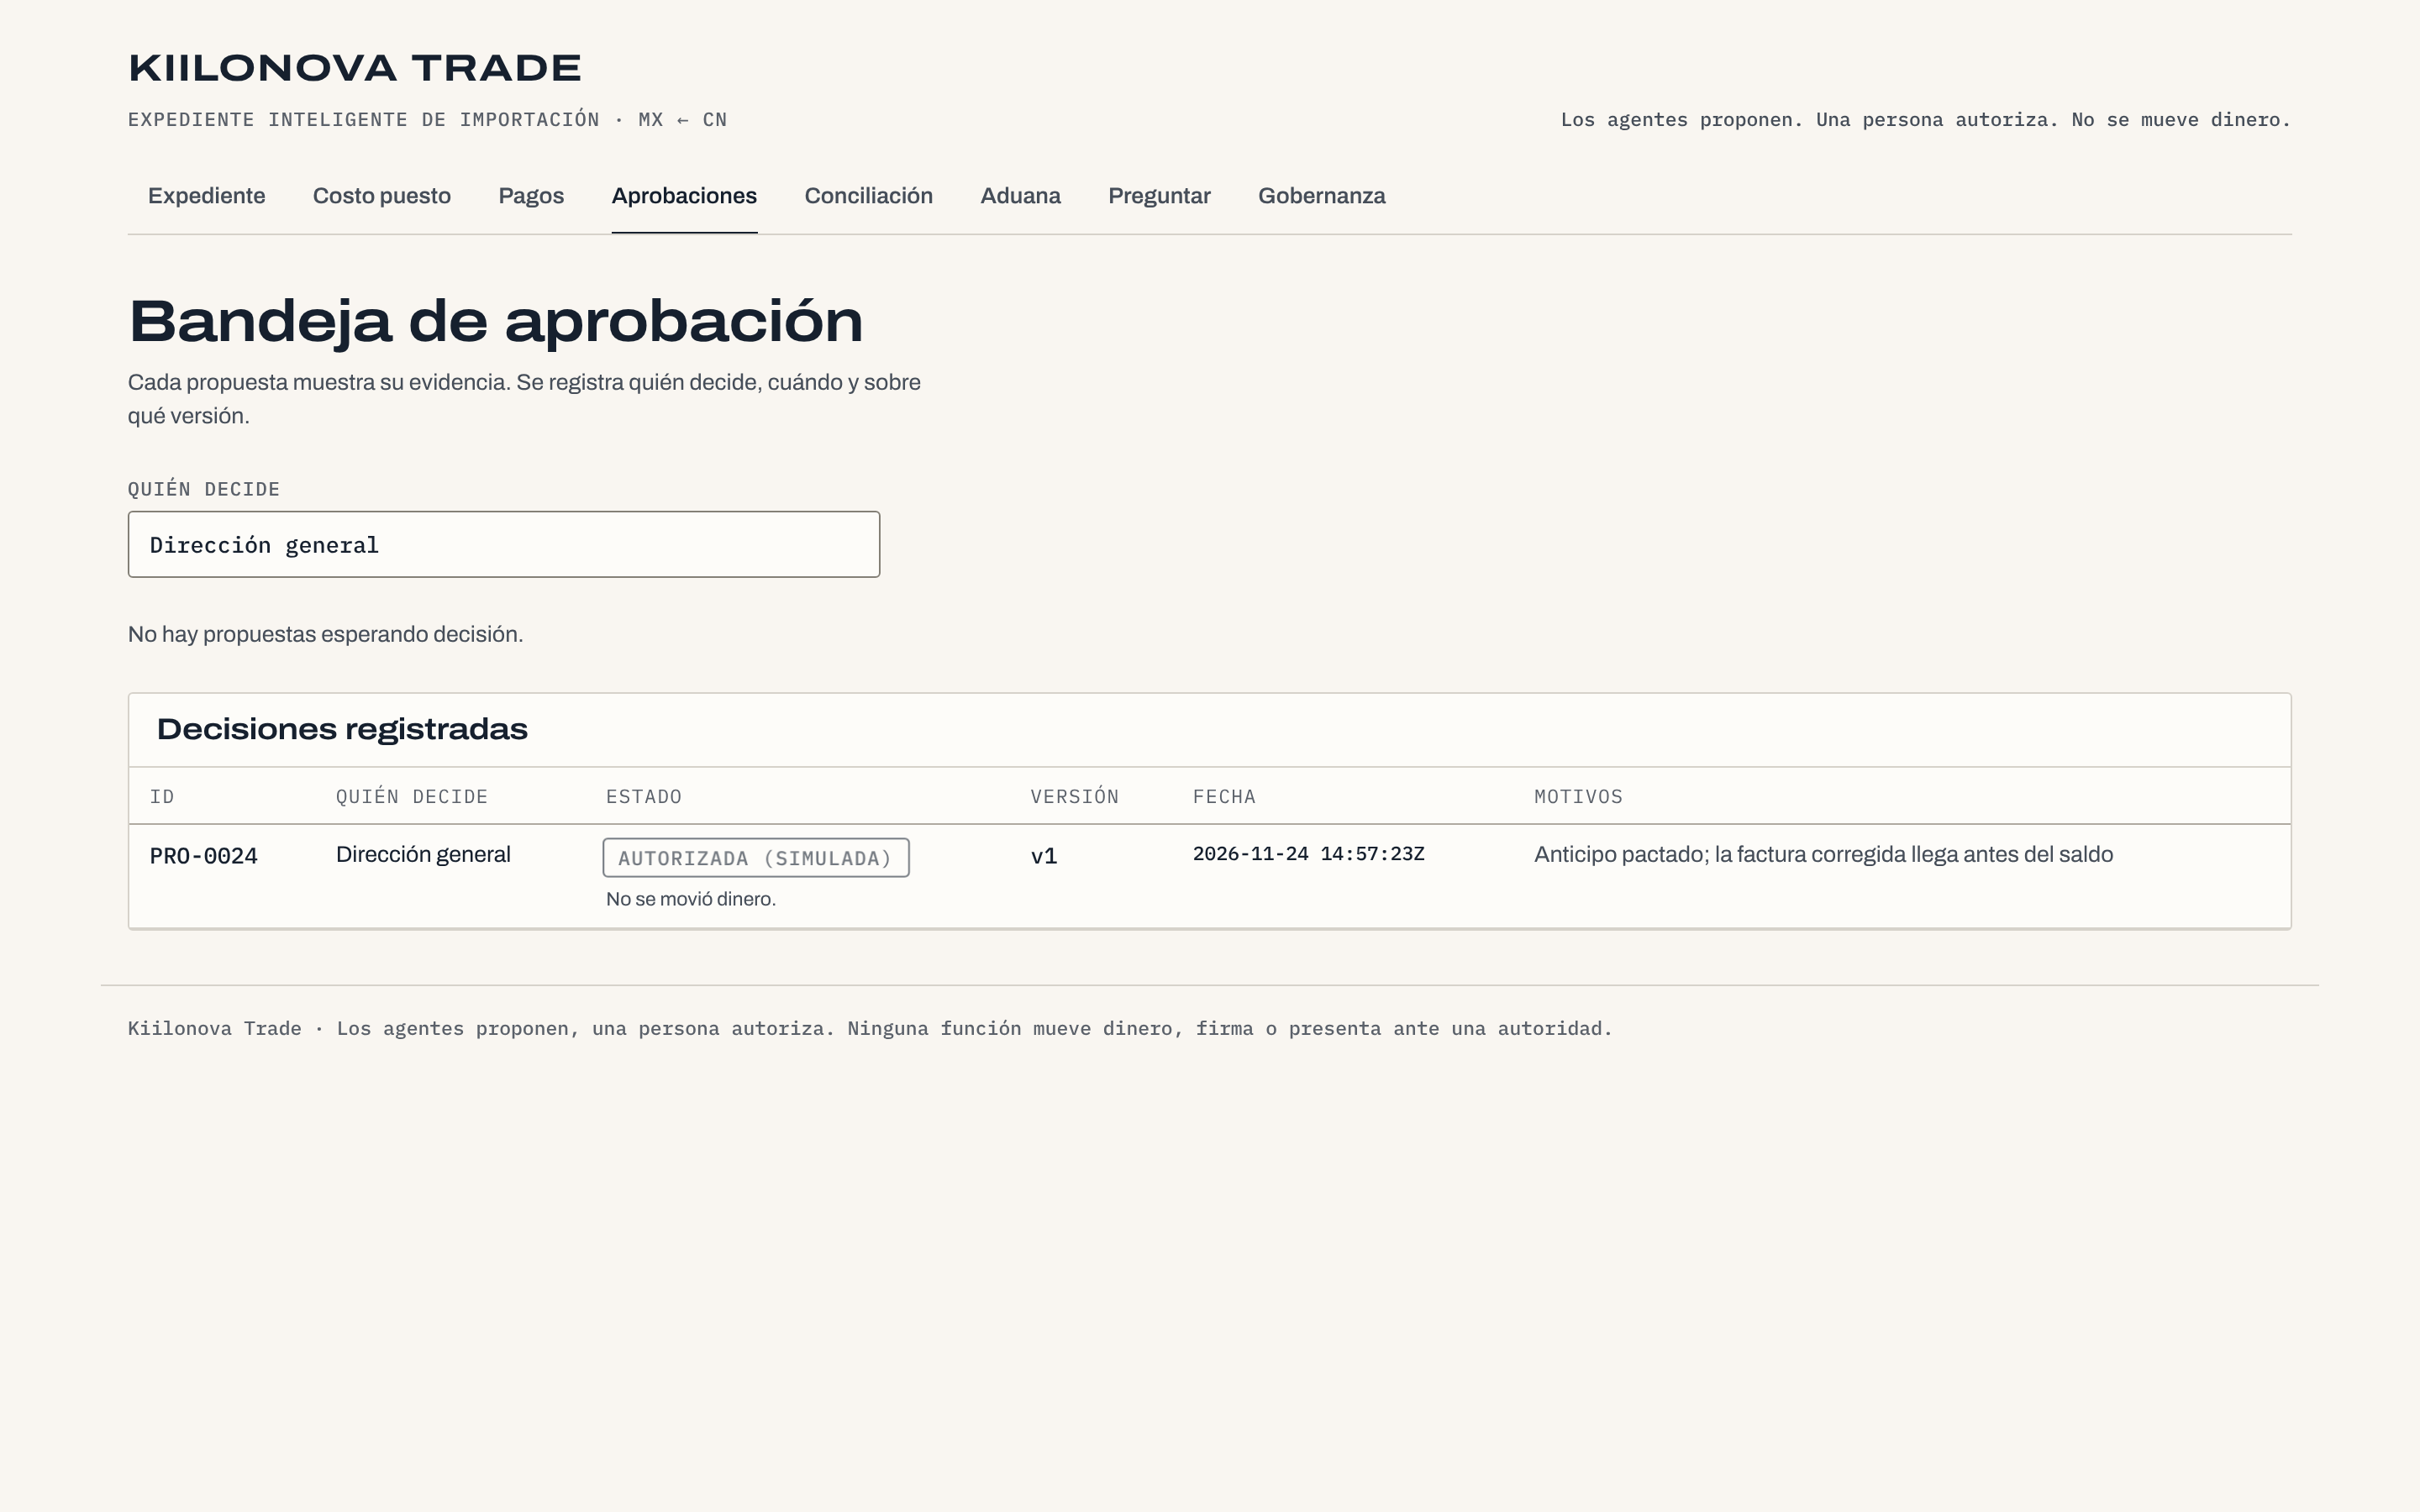 KIILONOVA TRADE
EXPEDIENTE INTELIGENTE DE IMPORTACIÓN · MX ← CN
Los agentes proponen. Una persona autoriza. No se mueve dinero.
Expediente Costo puesto Pagos Aprobaciones Conciliación Aduana Preguntar Gobernanza
Bandeja de aprobación
Cada propuesta muestra su evidencia. Se registra quién decide, cuándo y sobre
qué versión.
QUIÉN DECIDE
Dirección general
No hay propuestas esperando decisión.
Decisiones registradas
ID QUIÉN DECIDE ESTADO VERSIÓN FECHA MOTIVOS
PRO-0024 Dirección general AUTORIZADA (SIMULADA) v1 2026-11-24 14:57:23Z Anticipo pactado; la factura corregida llega antes del saldo
No se movió dinero.
Kiilonova Trade · Los agentes proponen, una persona autoriza. Ninguna función mueve dinero, firma o presenta ante una autoridad.